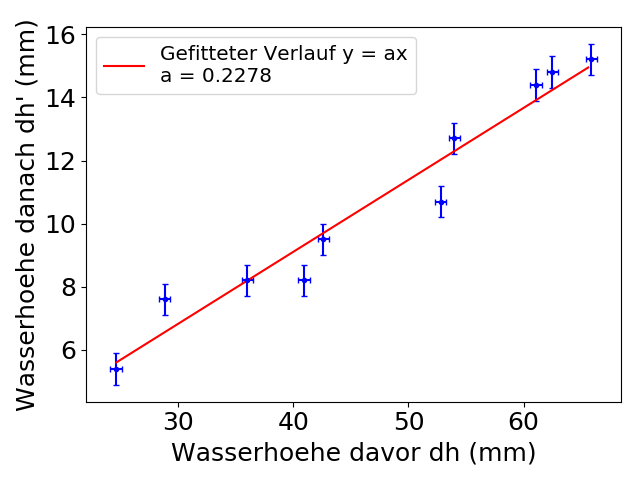 16
14
12
10
8
6
Wasserhoehe danach dh' (mm)
Gefitteter Verlauf y = ax
a = 0.2278
30 40 50 60
Wasserhoehe davor dh (mm)